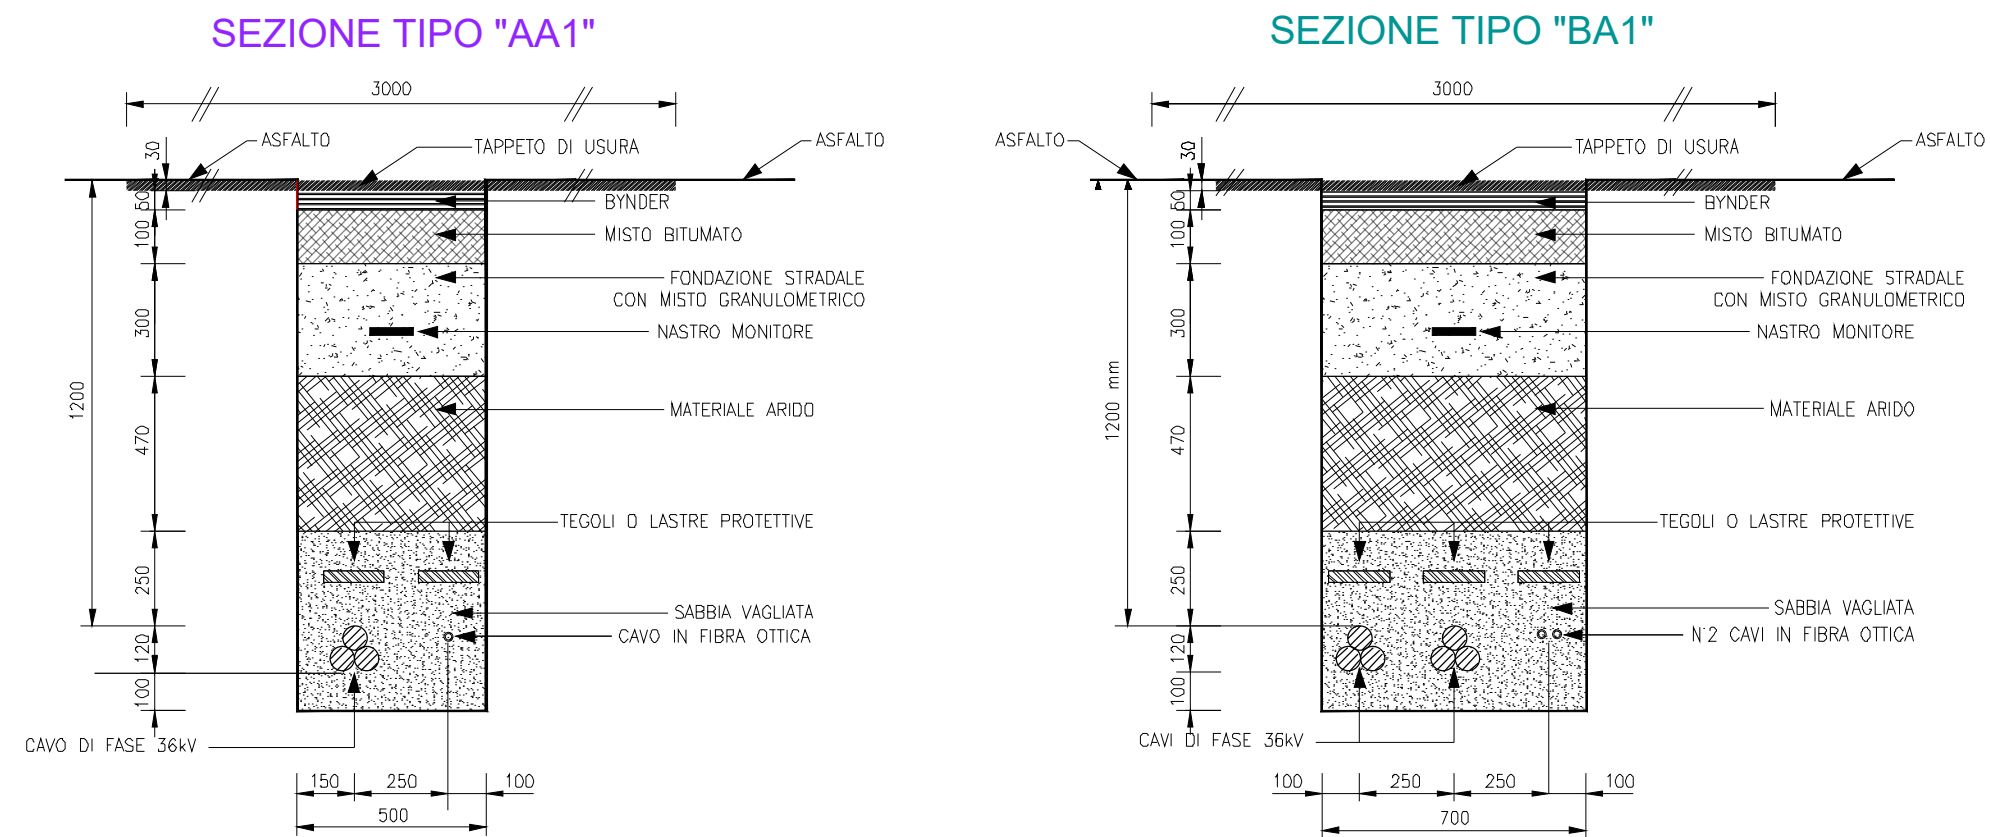 SEZIONE TIPO "AA1"
3000
ASFALTO
TAPPETO DI USURA
ASFALTO
30
50
BYNDER
100
MISTO BITUMATO
FONDAZIONE STRADALE
CON MISTO GRANULOMETRICO
300
NASTRO MONITORE
1200
MATERIALE ARIDO
470
TEGOLI O LASTRE PROTETTIVE
250
SABBIA VAGLIATA
CAVO IN FIBRA OTTICA
120
100
CAVO DI FASE 36kV
150 250 100
500
SEZIONE TIPO "BA1"
3000
ASFALTO
TAPPETO DI USURA
ASFALTO
30
50
BYNDER
100
MISTO BITUMATO
FONDAZIONE STRADALE
CON MISTO GRANULOMETRICO
300
NASTRO MONITORE
1200 mm
MATERIALE ARIDO
470
TEGOLI O LASTRE PROTETTIVE
250
SABBIA VAGLIATA
N°2 CAVI IN FIBRA OTTICA
120
100
CAVI DI FASE 36kV
100 250 250 100
700